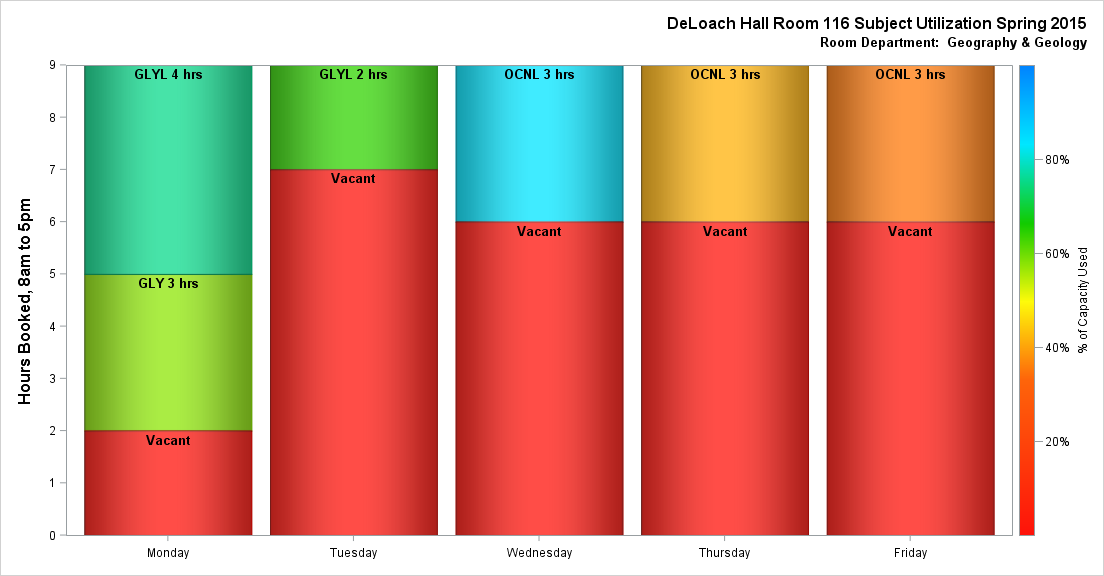 DeLoach Hall Room 116 Subject Utilization Spring 2015
Room Department:  Geography & Geology
Hours Booked, 8am to 5pm
9
8
7
6
5
4
3
2
1
0
GLYL 4 hrs
GLY 3 hrs
Vacant
GLYL 2 hrs
Vacant
OCNL 3 hrs
Vacant
OCNL 3 hrs
Vacant
OCNL 3 hrs
Vacant
Monday
Tuesday
Wednesday
Thursday
Friday
80%
60%
40%
20%
% of Capacity Used